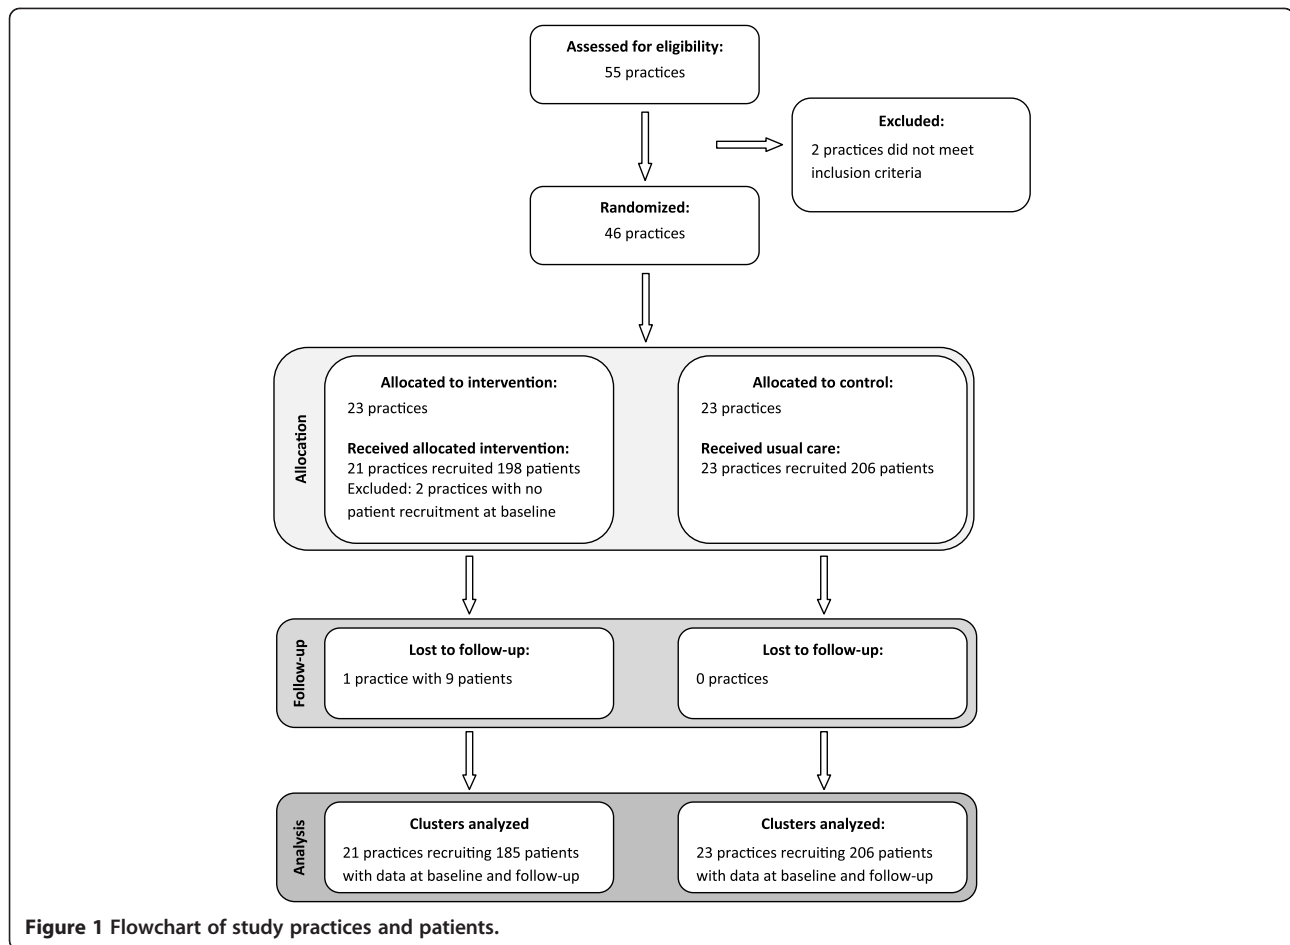 Assessed for eligibility:
55 practices
Excluded:
2 practices did not meet
inclusion criteria
Randomized:
46 practices
Allocation
Allocated to intervention:
23 practices
Received allocated intervention:
21 practices recruited 198 patients
Excluded: 2 practices with no
patient recruitment at baseline
Allocated to control:
23 practices
Received usual care:
23 practices recruited 206 patients
Follow-up
Lost to follow-up:
1 practice with 9 patients
Lost to follow-up:
0 practices
Analysis
Clusters analyzed
21 practices recruiting 185 patients
with data at baseline and follow-up
Clusters analyzed:
23 practices recruiting 206 patients
with data at baseline and follow-up
Figure 1 Flowchart of study practices and patients.